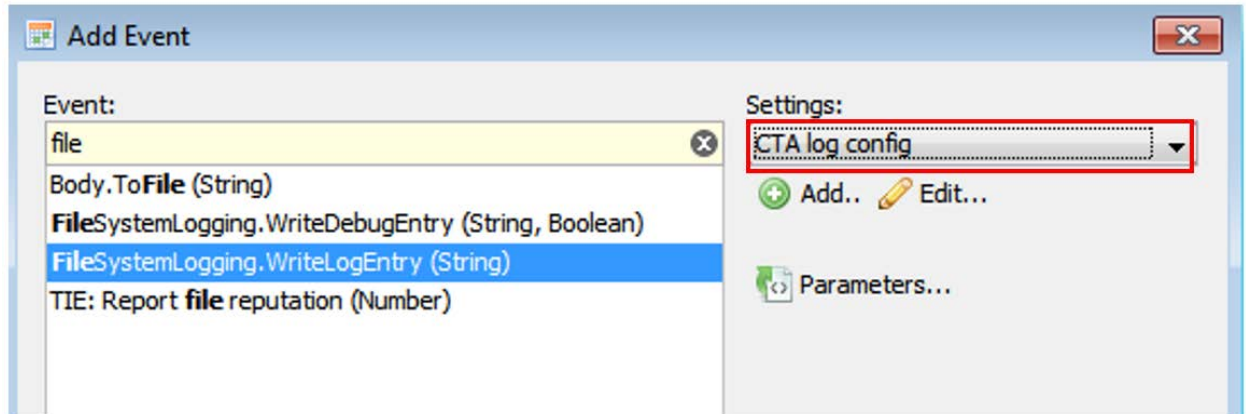 Add Event
Event:
file
Body.ToFile (String)
FileSystemLogging.WriteDebugEntry (String, Boolean)
FileSystemLogging.WriteLogEntry (String)
TIE: Report file reputation (Number)
Settings:
CTA log config
Add.. Edit...
Parameters...